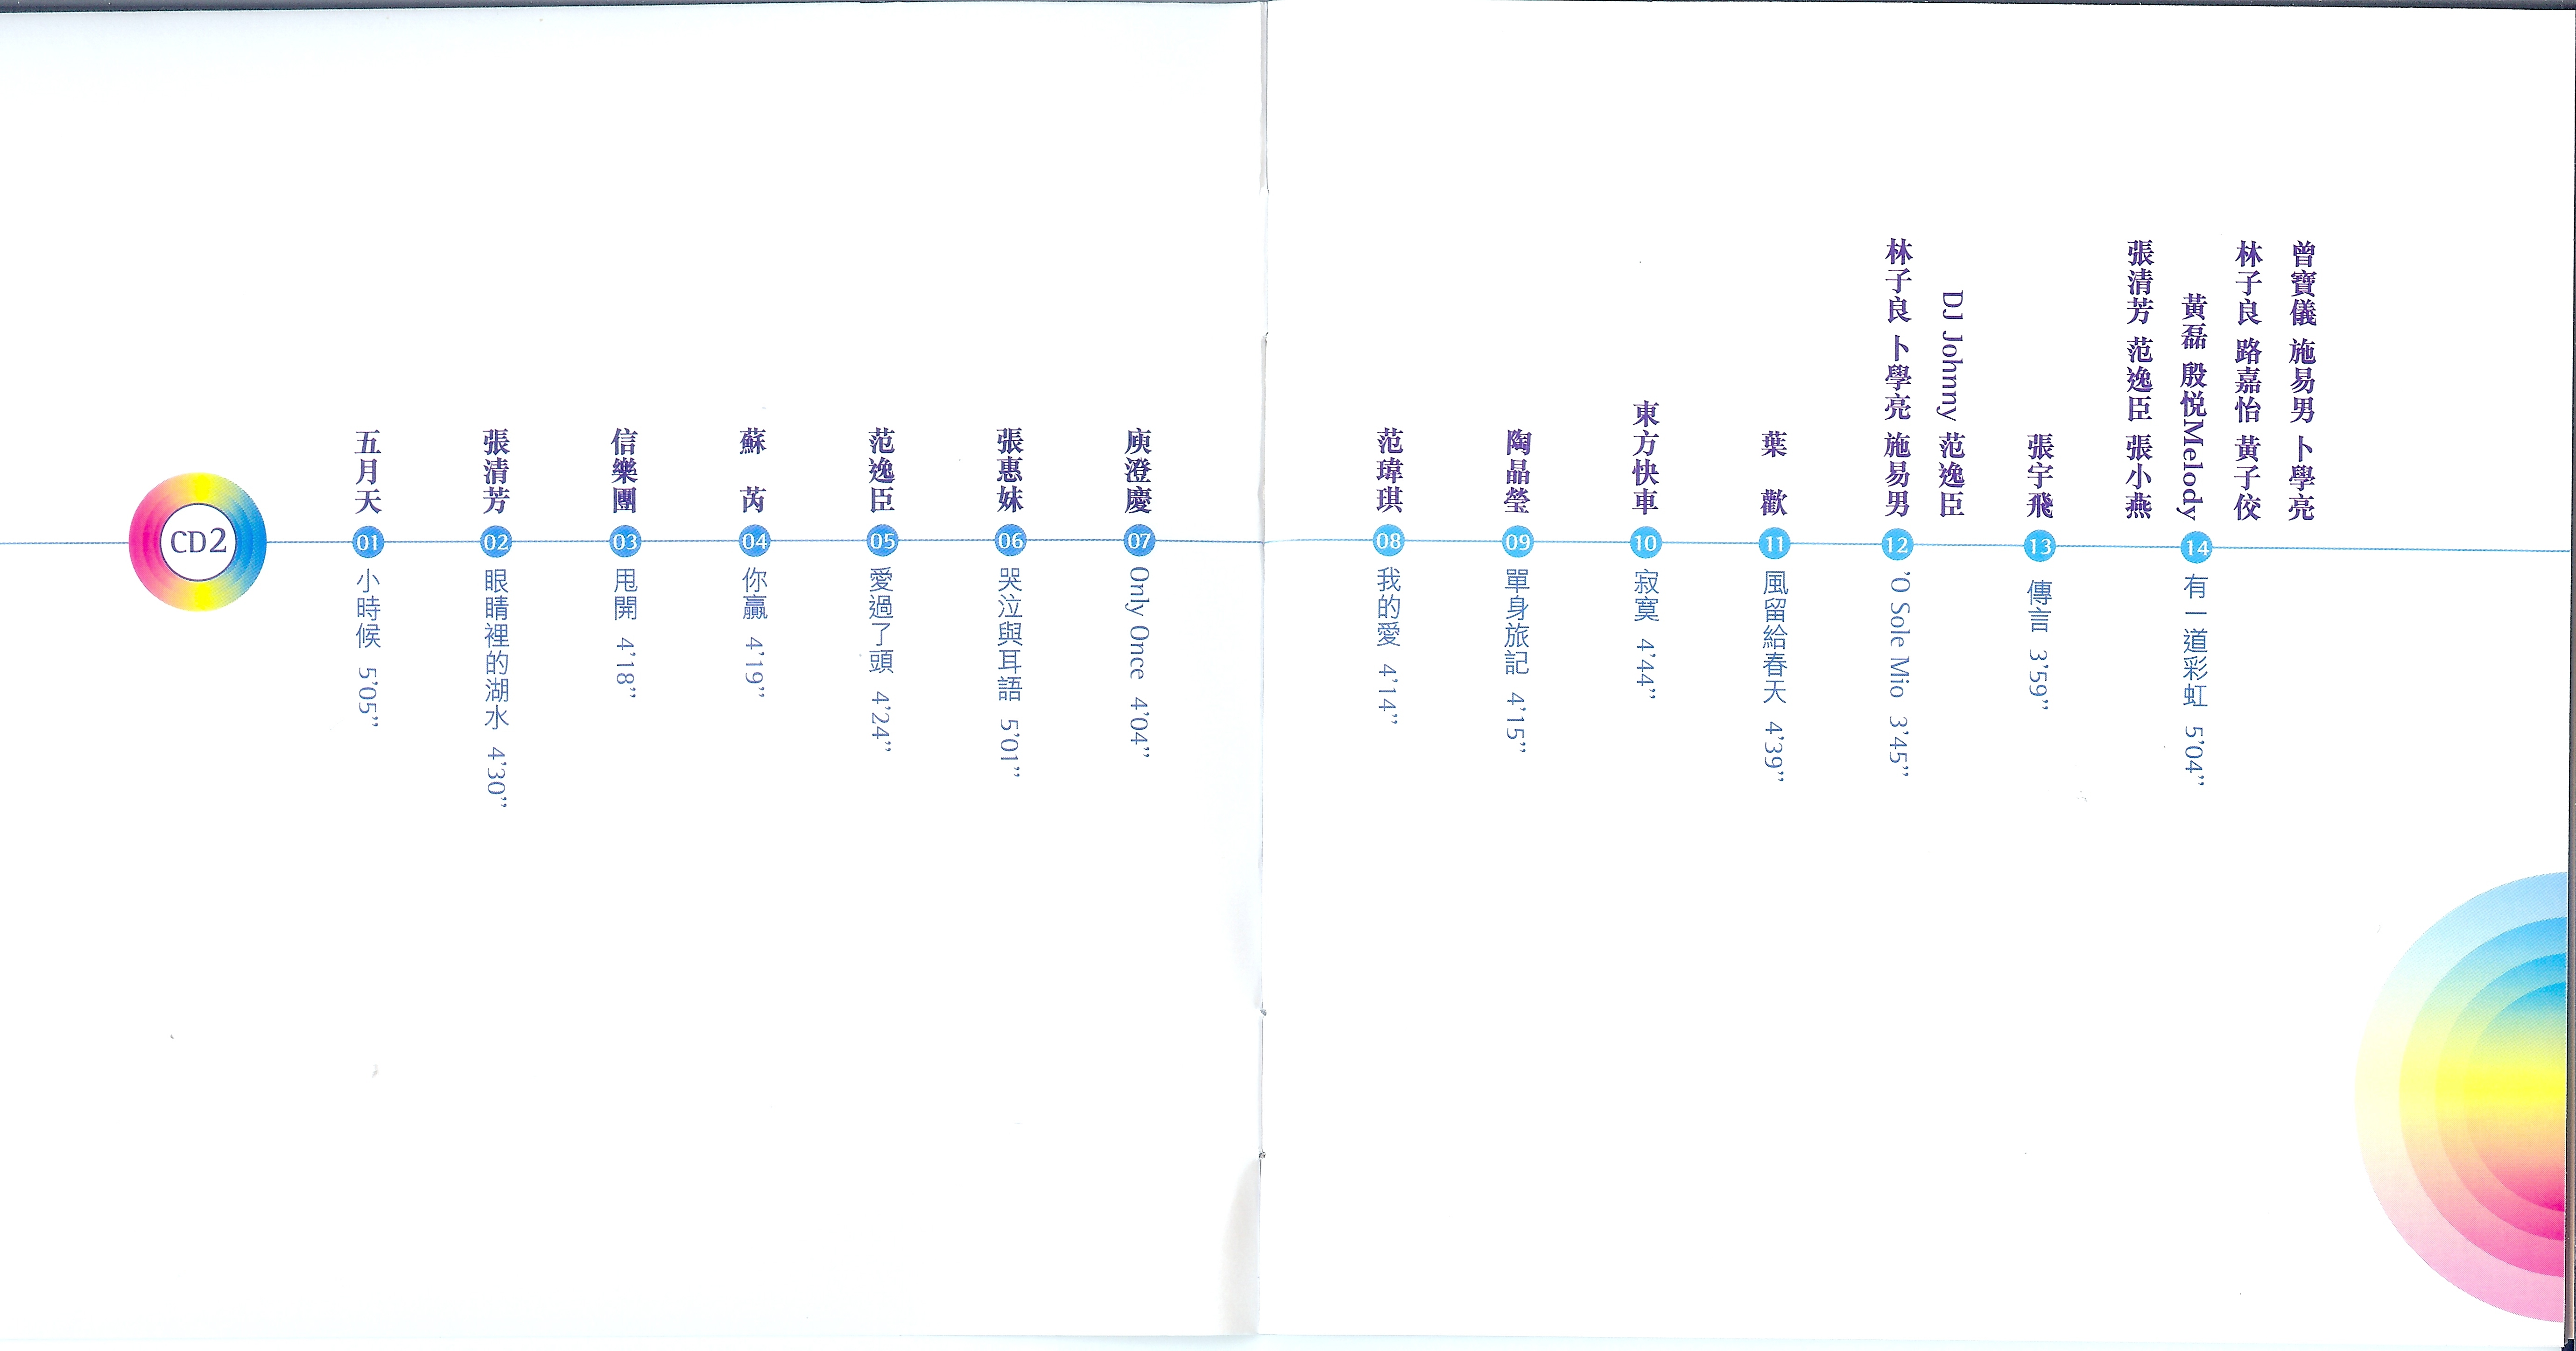 CD2
五月天
01
小時候 5'05"
張清芳
02
眼睛裡的湖水 4'30"
信樂團
03
甩開 4'18"
蘇 芮
04
你贏 4'19"
范逸臣
05
愛過了頭 4'24"
張惠妹
06
哭泣與耳語 5'01"
庾澄慶
07
Only Once 4'04"
范瑋琪
08
我的愛 4'14"
陶晶瑩
09
單身旅記 4'15"
東方快車
10
寂寞 4'44"
葉 歡
11
風留給春天 4'39"
林子良 卜學亮 施易男
DJ Johnny 范逸臣
12
'O Sole Mio 3'45"
張宇飛
13
傳言 3'59"
張清芳 范逸臣 張小燕
黃磊 殷悅Melody
林子良 路嘉怡 黃子佼
曾寶儀 施易男 卜學亮
14
有一道彩虹 5'04"